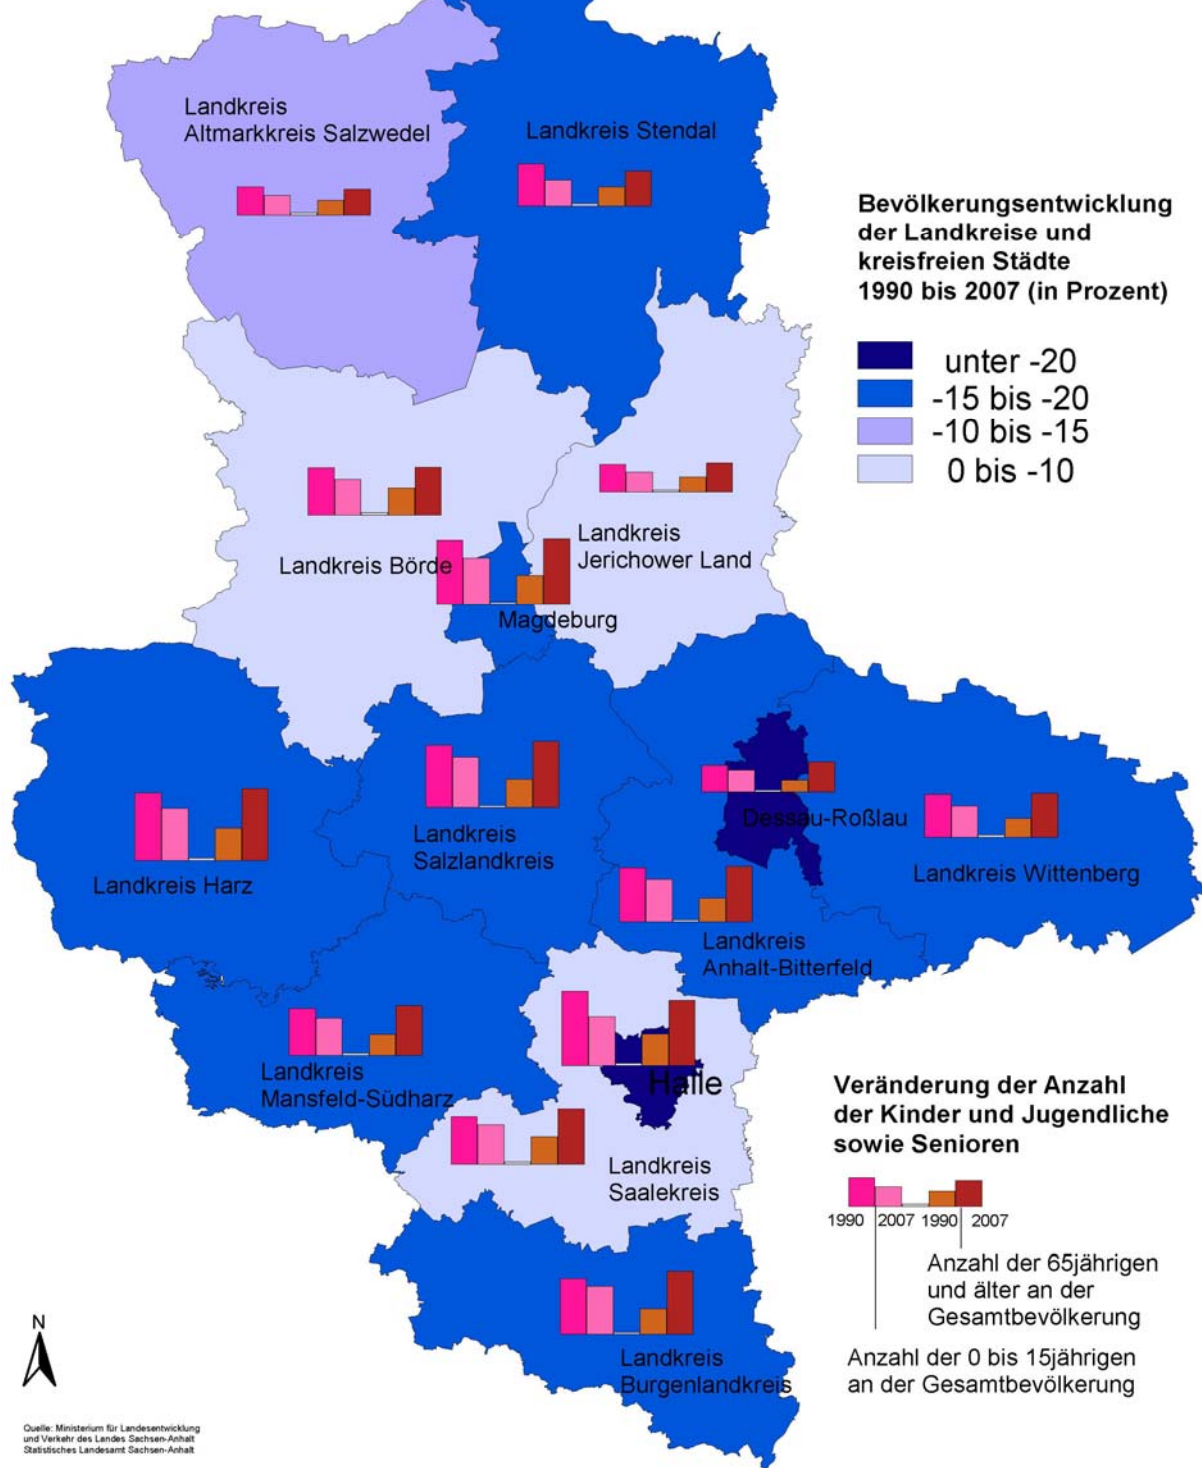 Landkreis
Altmarkkreis Salzwedel
Landkreis Stendal
Bevölkerungsentwicklung
der Landkreise und
kreisfreien Städte
1990 bis 2007 (in Prozent)
unter -20
-15 bis -20
-10 bis -15
0 bis -10
Landkreis Börde
Landkreis
Jerichower Land
Magdeburg
Landkreis Harz
Landkreis
Salzlandkreis
Dessau-Roßlau
Landkreis Wittenberg
Landkreis
Anhalt-Bitterfeld
Landkreis
Mansfeld-Südharz
Halle
Landkreis
Saalekreis
Landkreis
Burgenlandkreis
Veränderung der Anzahl
der Kinder und Jugendliche
sowie Senioren
1990 2007 1990 2007
Anzahl der 65jährigen
und älter an der
Gesamtbevölkerung
Anzahl der 0 bis 15jährigen
an der Gesamtbevölkerung
N
Quelle: Ministerium für Landesentwicklung
und Verkehr des Landes Sachsen-Anhalt
Statistisches Landesamt Sachsen-Anhalt